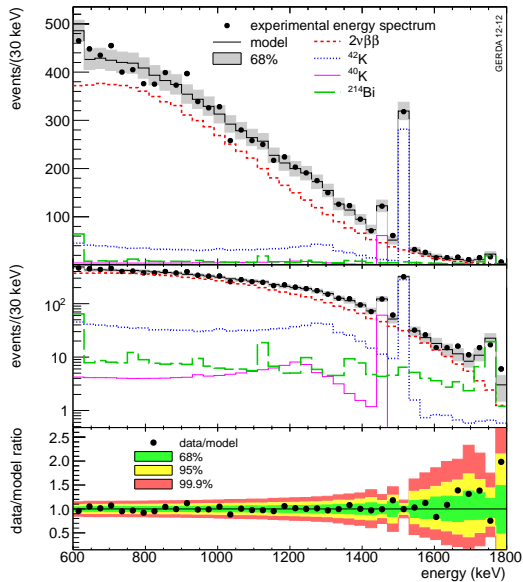 experimental energy spectrum
model
68%
2νββ
⁴²K
⁴⁰K
²¹⁴Bi
GERDA 12-12
events/(30 keV)
500
400
300
200
100
events/(30 keV)
10²
10
1
data/model
68%
95%
99.9%
data/model ratio
2.5
2.0
1.5
1.0
0.5
600 800 1000 1200 1400 1600 1800
energy (keV)